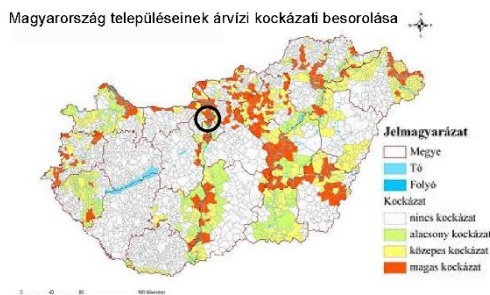 Magyarország településeinek árvízi kockázati besorolása
Jelmagyarázat
Megye
Tó
Folyó
Kockázat
nincs kockázat
alacsony kockázat
közepes kockázat
magas kockázat